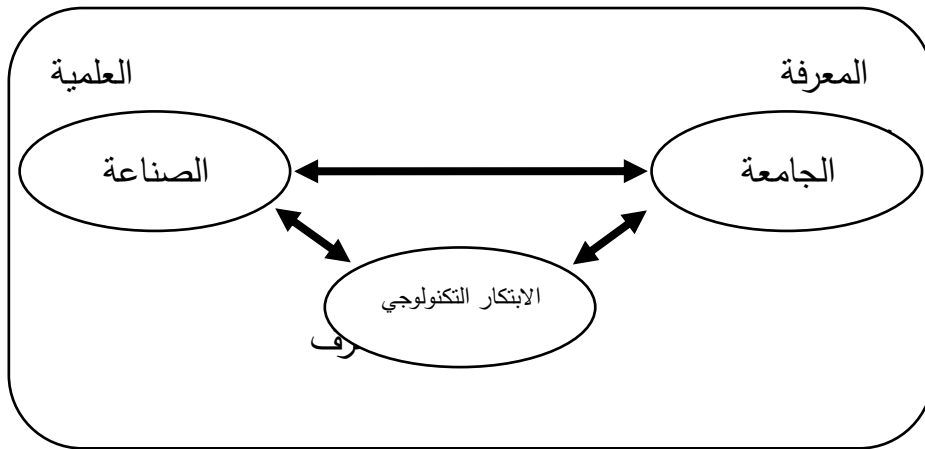 المعرفة
العلمية
الجامعة
الصناعة
الابتكار التكنولوجي